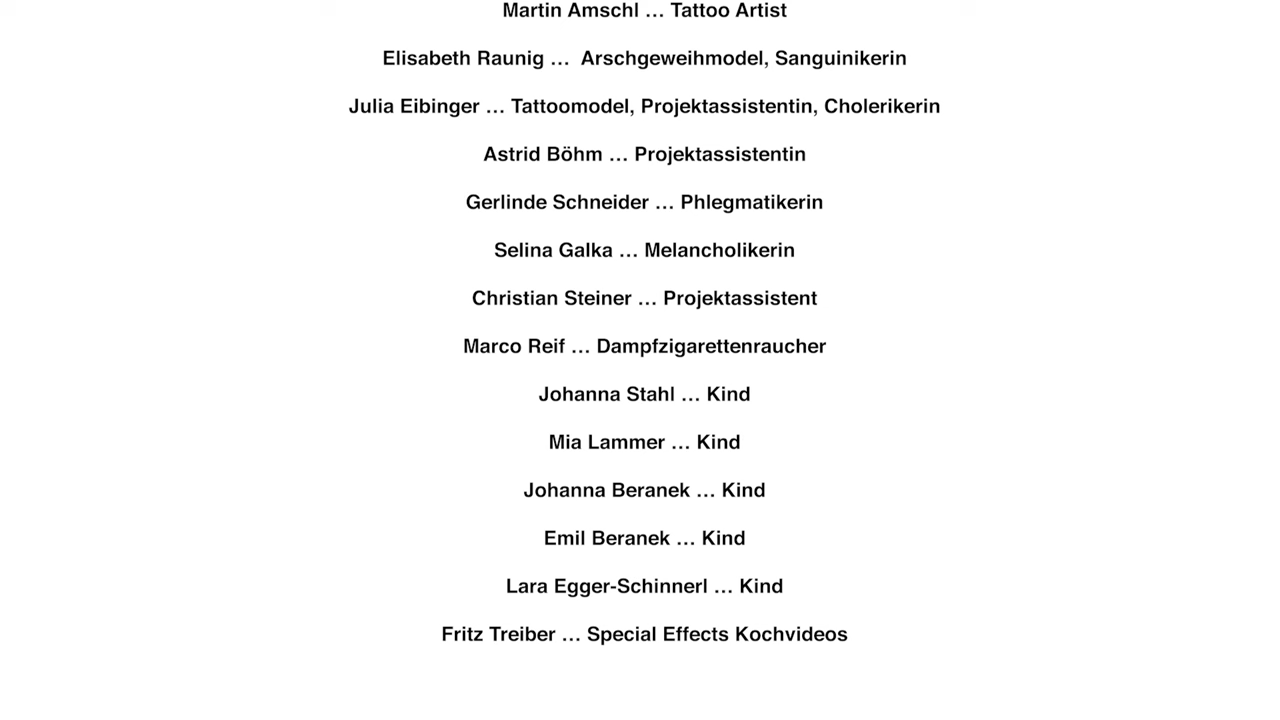 Martin Amschl … Tattoo Artist
Elisabeth Raunig … Arschgeweihmodel, Sanguinikerin
Julia Eibinger … Tattoomodel, Projektassistentin, Cholerikerin
Astrid Böhm … Projektassistentin
Gerlinde Schneider … Phlegmatikerin
Selina Galka … Melancholikerin
Christian Steiner … Projektassistent
Marco Reif … Dampfzigarettenraucher
Johanna Stahl … Kind
Mia Lammer … Kind
Johanna Beranek … Kind
Emil Beranek … Kind
Lara Egger-Schinnerl … Kind
Fritz Treiber … Special Effects Kochvideos